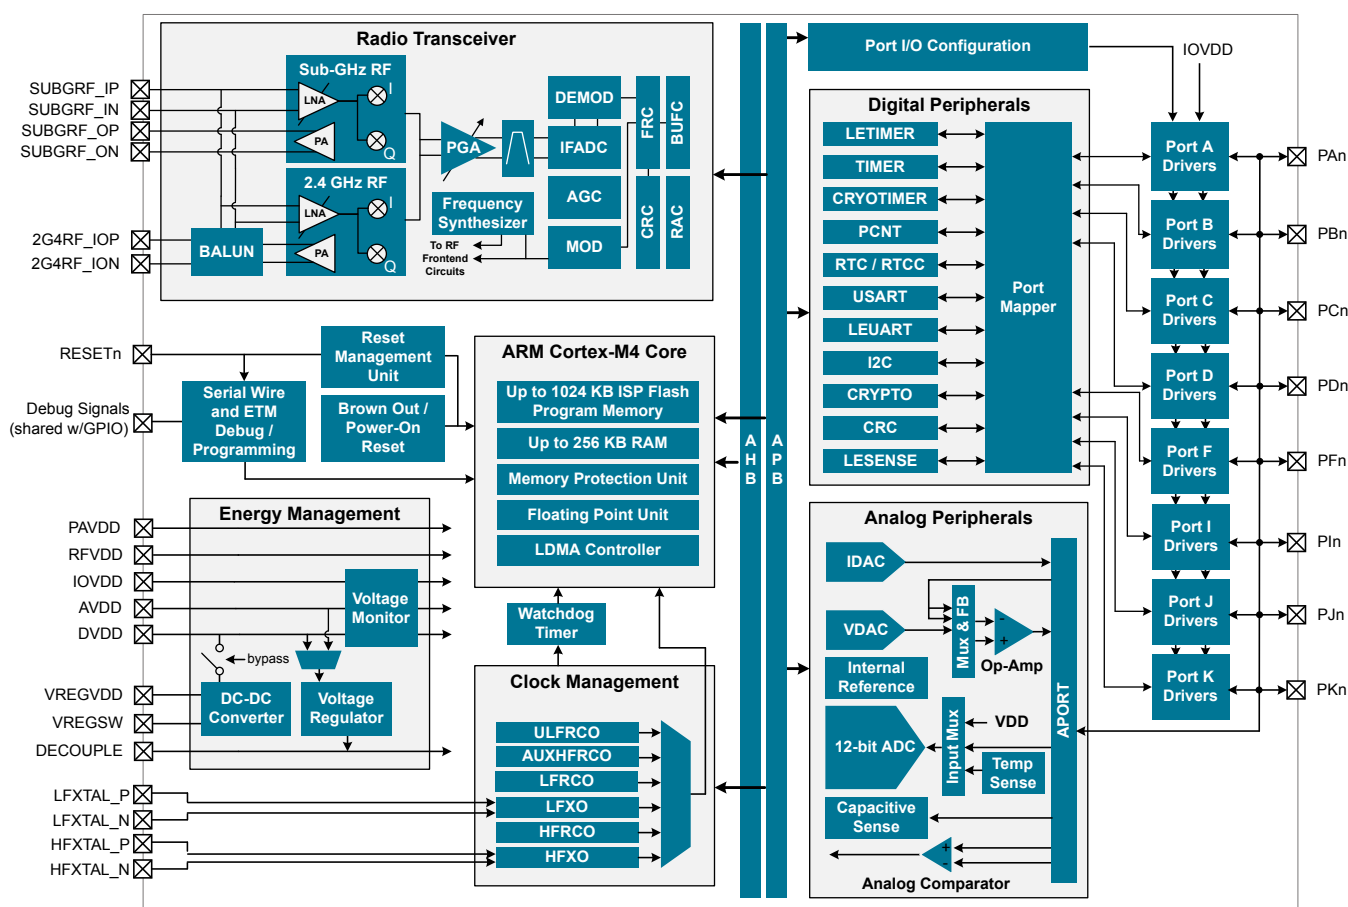 Radio Transceiver
SUBGRF_IP
SUBGRF_IN
SUBGRF_OP
SUBGRF_ON
2G4RF_IOP
2G4RF_ION
Sub-GHz RF
LNA
I
PA
Q
2.4 GHz RF
LNA
I
PA
Q
BALUN
PGA
Frequency
Synthesizer
To RF
Frontend
Circuits
DEMOD
IFADC
AGC
MOD
FRC
BUFC
CRC
RAC
RESETn
Debug Signals
(shared w/GPIO)
Reset
Management
Unit
Serial Wire
and ETM
Debug /
Programming
Brown Out /
Power-On
Reset
ARM Cortex-M4 Core
Up to 1024 KB ISP Flash
Program Memory
Up to 256 KB RAM
Memory Protection Unit
Floating Point Unit
LDMA Controller
Watchdog
Timer
Energy Management
PAVDD
RFVDD
IOVDD
AVDD
DVDD
VREGVDD
VREGSW
DECOUPLE
Voltage
Monitor
bypass
DC-DC
Converter
Voltage
Regulator
Clock Management
ULFRCO
AUXHFRCO
LFRCO
LFXO
HFRCO
HFXO
LFXTAL_P
LFXTAL_N
HFXTAL_P
HFXTAL_N
A
H
B
A
P
B
Port I/O Configuration
IOVDD
Digital Peripherals
LETIMER
TIMER
CRYOTIMER
PCNT
RTC / RTCC
USART
LEUART
I2C
CRYPTO
CRC
LESENSE
Port
Mapper
Analog Peripherals
IDAC
VDAC
Mux & FB
-
+
Op-Amp
Internal
Reference
12-bit ADC
Input Mux
VDD
Temp
Sense
Capacitive
Sense
+
-
Analog Comparator
APORT
Port A
Drivers
Port B
Drivers
Port C
Drivers
Port D
Drivers
Port F
Drivers
Port I
Drivers
Port J
Drivers
Port K
Drivers
PAn
PBn
PCn
PDn
PFn
PIn
PJn
PKn